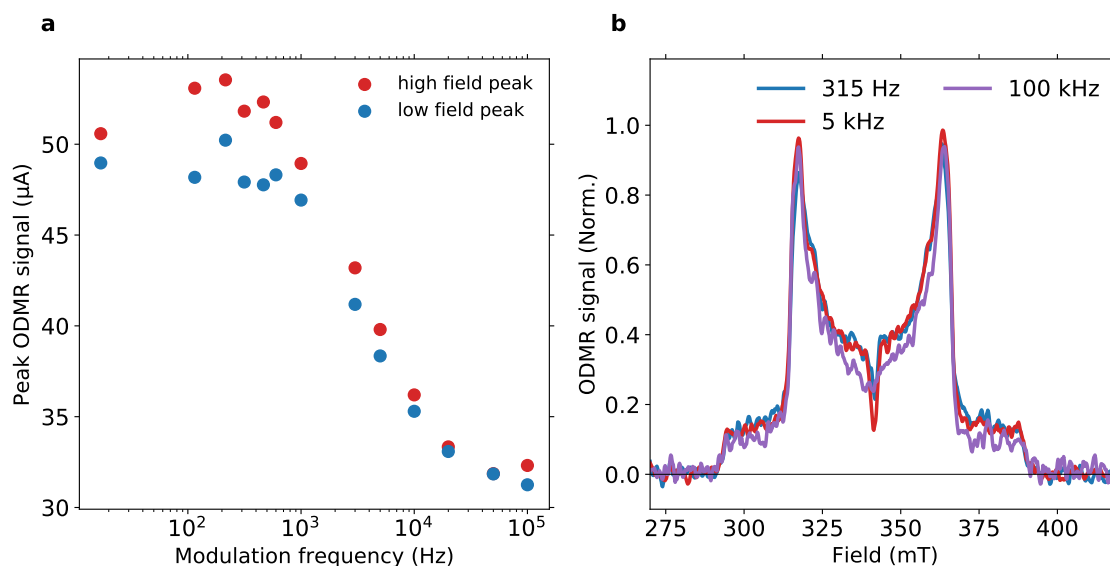 a
high field peak
low field peak
50
45
40
35
30
10² 10³ 10⁴ 10⁵
Peak ODMR signal (μA)
Modulation frequency (Hz)
b
315 Hz
5 kHz
100 kHz
1.0
0.8
0.6
0.4
0.2
0.0
275 300 325 350 375 400
ODMR signal (Norm.)
Field (mT)